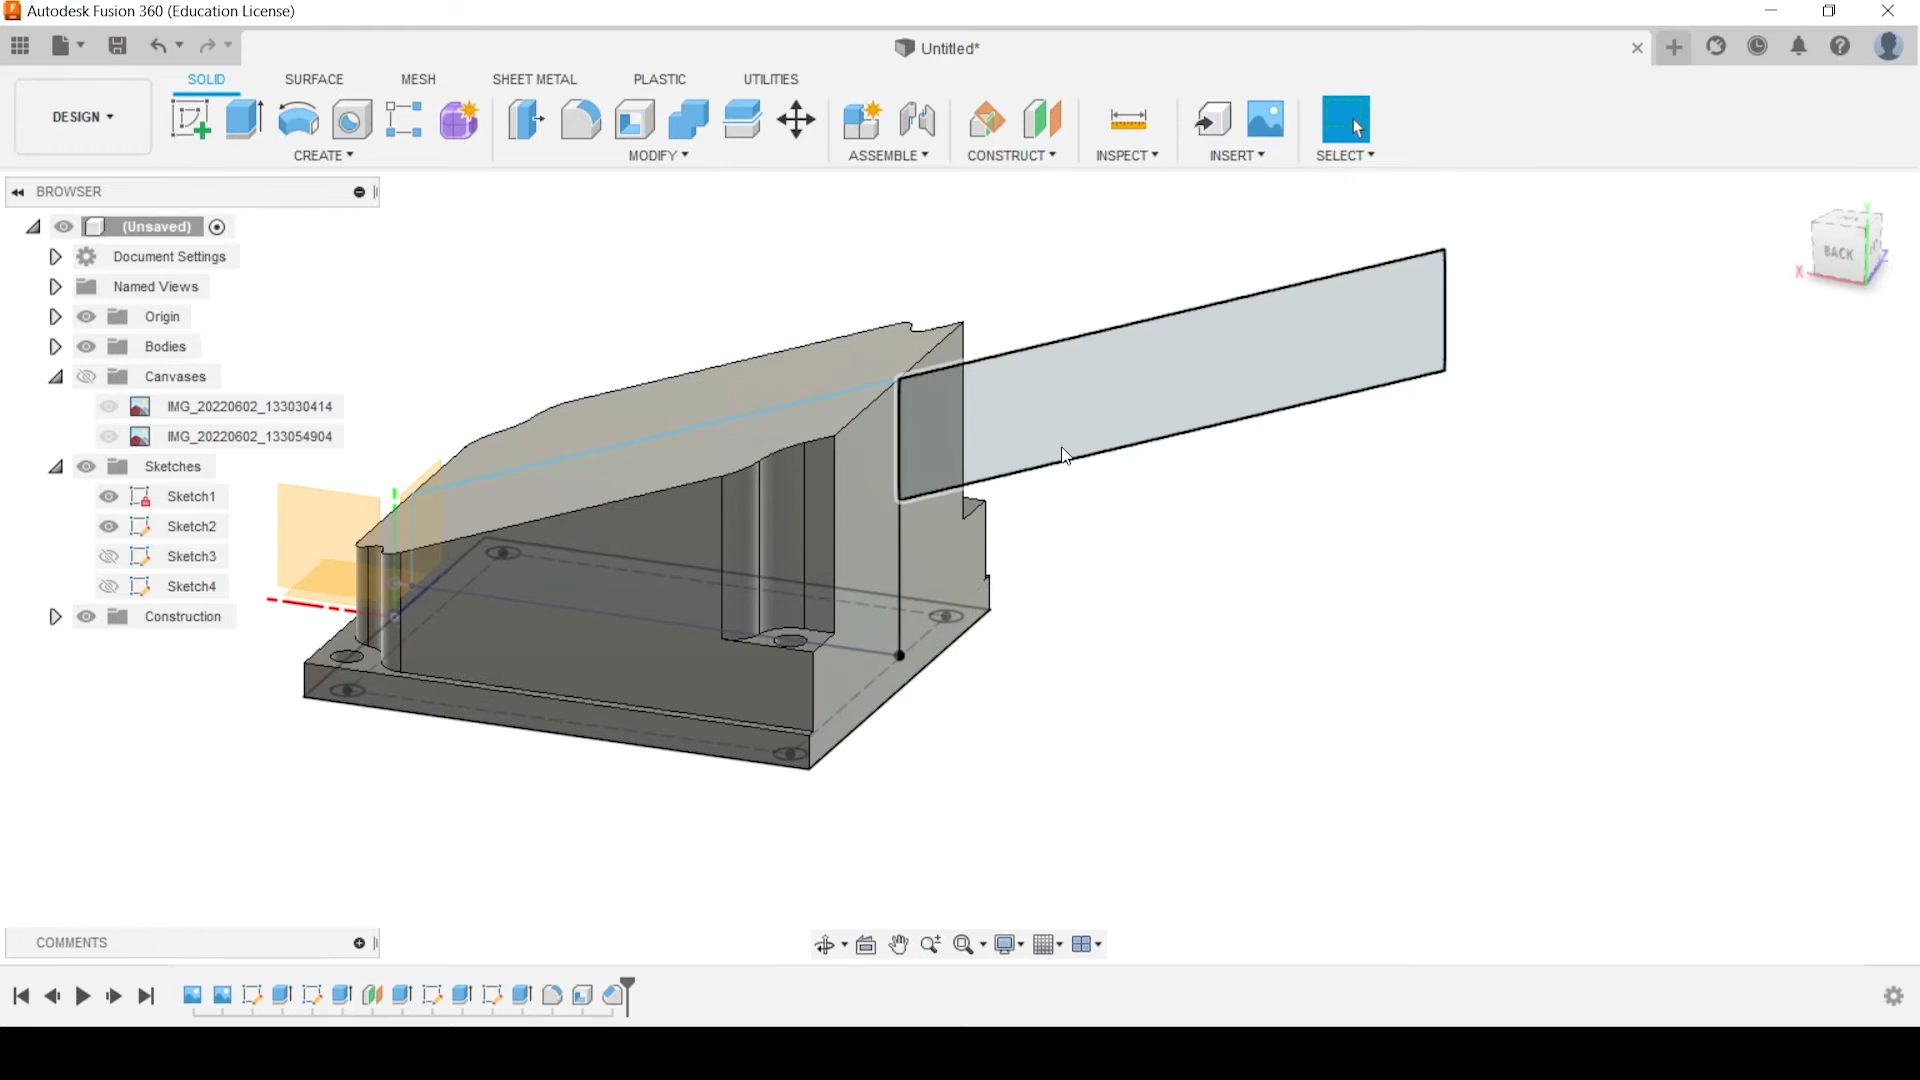 Autodesk Fusion 360 (Education License)
Untitled*
DESIGN
SOLID
SURFACE
MESH
SHEET METAL
PLASTIC
UTILITIES
CREATE
MODIFY
ASSEMBLE
CONSTRUCT
INSPECT
INSERT
SELECT
BROWSER
(Unsaved)
Document Settings
Named Views
Origin
Bodies
Canvases
IMG_20220602_133030414
IMG_20220602_133054904
Sketches
Sketch1
Sketch2
Sketch3
Sketch4
Construction
BACK
X
Z
COMMENTS